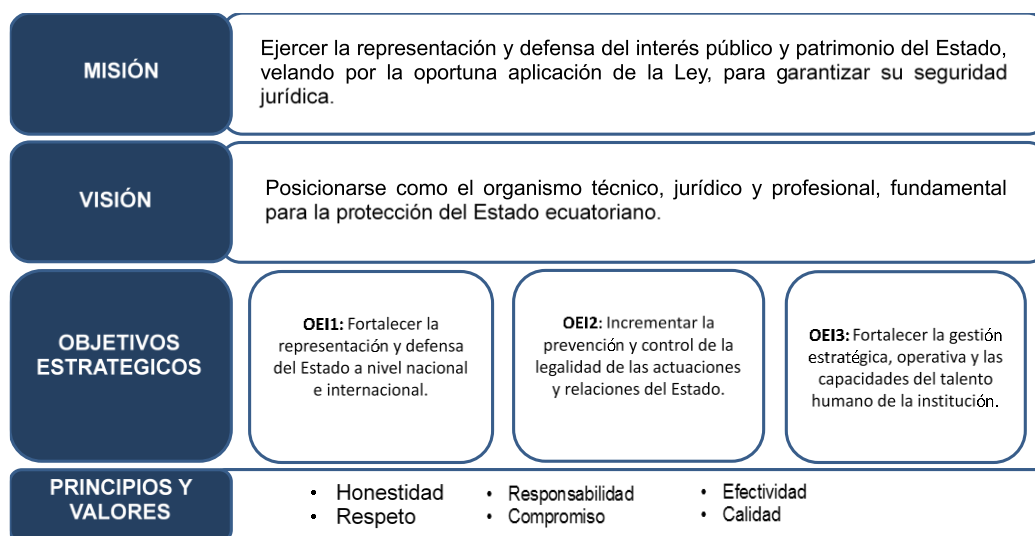 MISIÓN
Ejercer la representación y defensa del interés público y patrimonio del Estado,
velando por la oportuna aplicación de la Ley, para garantizar su seguridad
jurídica.
VISIÓN
Posicionarse como el organismo técnico, jurídico y profesional, fundamental
para la protección del Estado ecuatoriano.
OBJETIVOS
ESTRATEGICOS
OEI1: Fortalecer la
representación y defensa
del Estado a nivel nacional
e internacional.
OEI2: Incrementar la
prevención y control de la
legalidad de las actuaciones
y relaciones del Estado.
OEI3: Fortalecer la gestión
estratégica, operativa y las
capacidades del talento
humano de la institución.
PRINCIPIOS Y
VALORES
• Honestidad
• Respeto
• Responsabilidad
• Compromiso
• Efectividad
• Calidad